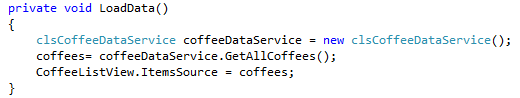 private void LoadData()
{
    clsCoffeeDataService coffeeDataService = new clsCoffeeDataService();
    coffees= coffeeDataService.GetAllCoffees();
    CoffeeListView.ItemsSource = coffees;
}